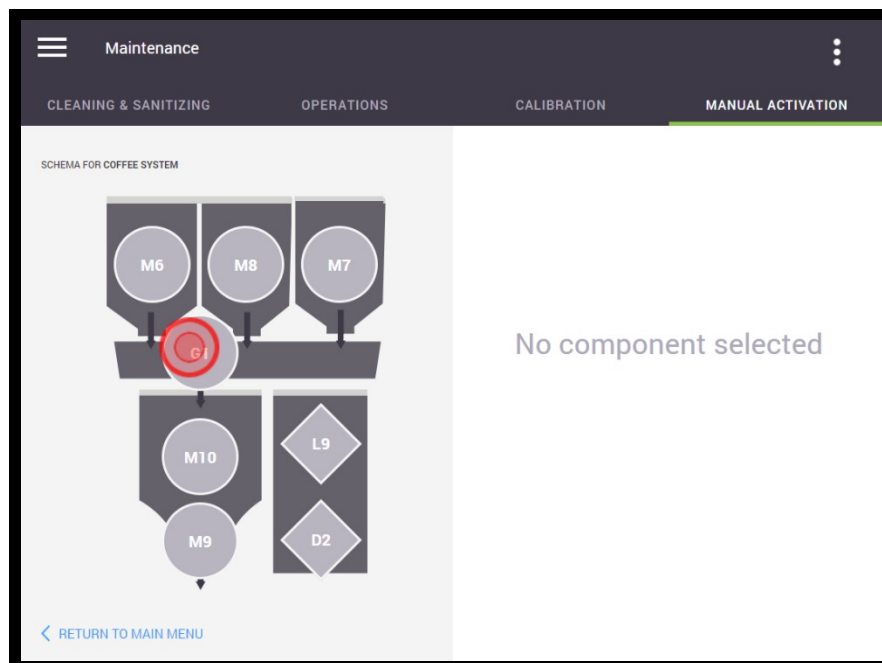 Maintenance
CLEANING & SANITIZING OPERATIONS CALIBRATION MANUAL ACTIVATION
SCHEMA FOR COFFEE SYSTEM
M6 M8 M7
G1
No component selected
L9
M10
M9 D2
RETURN TO MAIN MENU